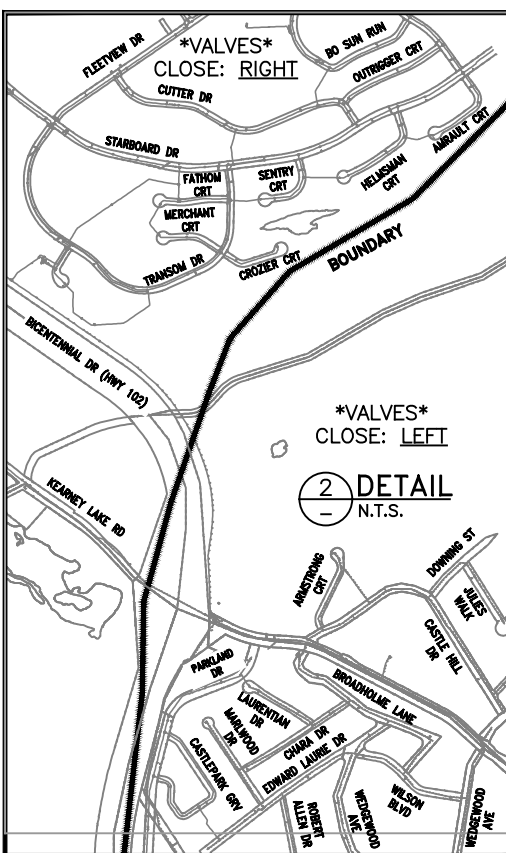 *VALVES*
CLOSE: RIGHT
FLEETVIEW DR
BO SUN RUN
OUTRIGGER CRT
CUTTER DR
STARBOARD DR
AMIRAULT CRT
FATHOM
CRT
SENTRY
CRT
HELMSMAN
CRT
MERCHANT
CRT
BOUNDARY
TRANSOM DR
CROZIER CRT
BICENTENNIAL DR (HWY 102)
*VALVES*
CLOSE: LEFT
2
–
DETAIL
N.T.S.
KEARNEY LAKE RD
ARMSTRONG
CRT
DOWNING ST
JULIES
WALK
CASTLE HILL
DR
PARKLAND
DR
BROADHOLME LANE
LAURENTIAN
DR
MARLWOOD
DR
CHARA DR
EDWARD LAURIE DR
CASTLEPARK GRV
WILSON
BLVD
ROBERT
ALLEN DR
WEDGEWOOD
AVE
WEDGEWOOD
AVE